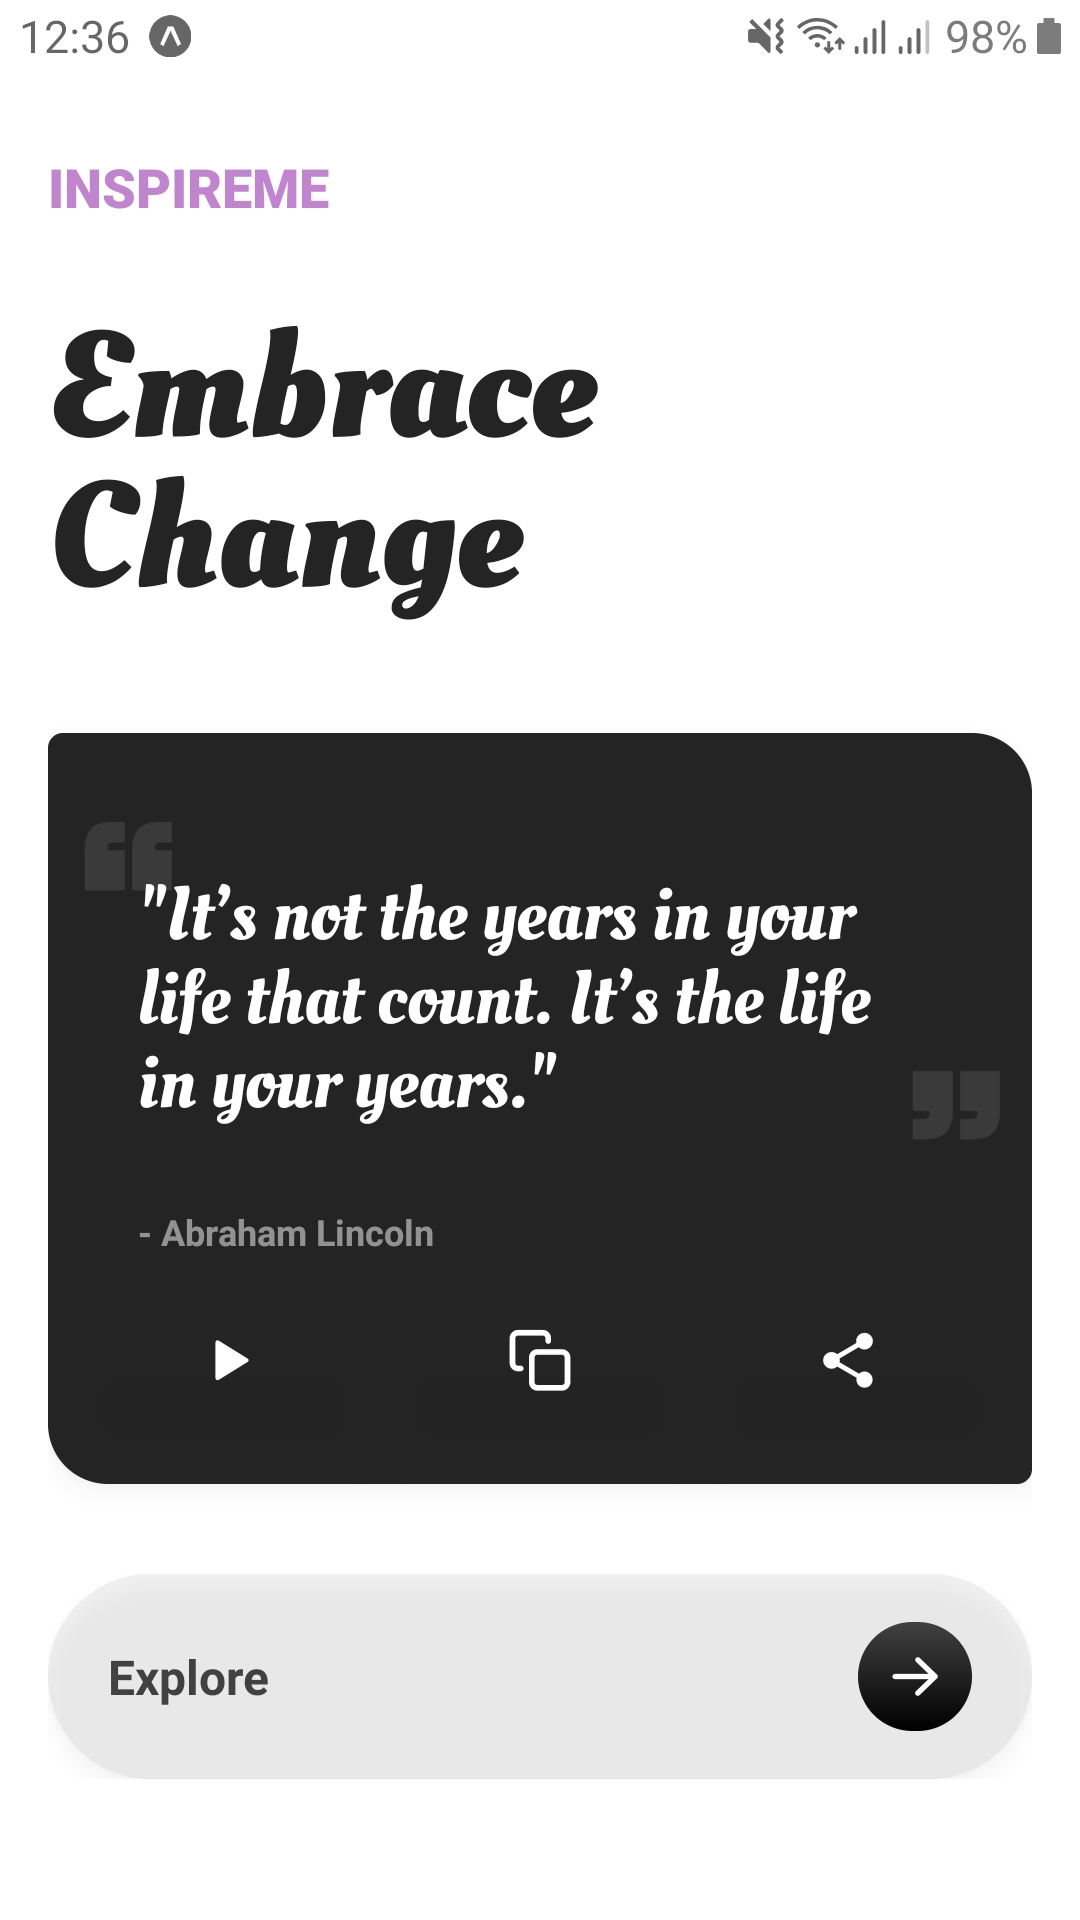 12:36
98%
INSPIREME
Embrace
Change
"It’s not the years in your
life that count. It’s the life
in your years."
- Abraham Lincoln
Explore